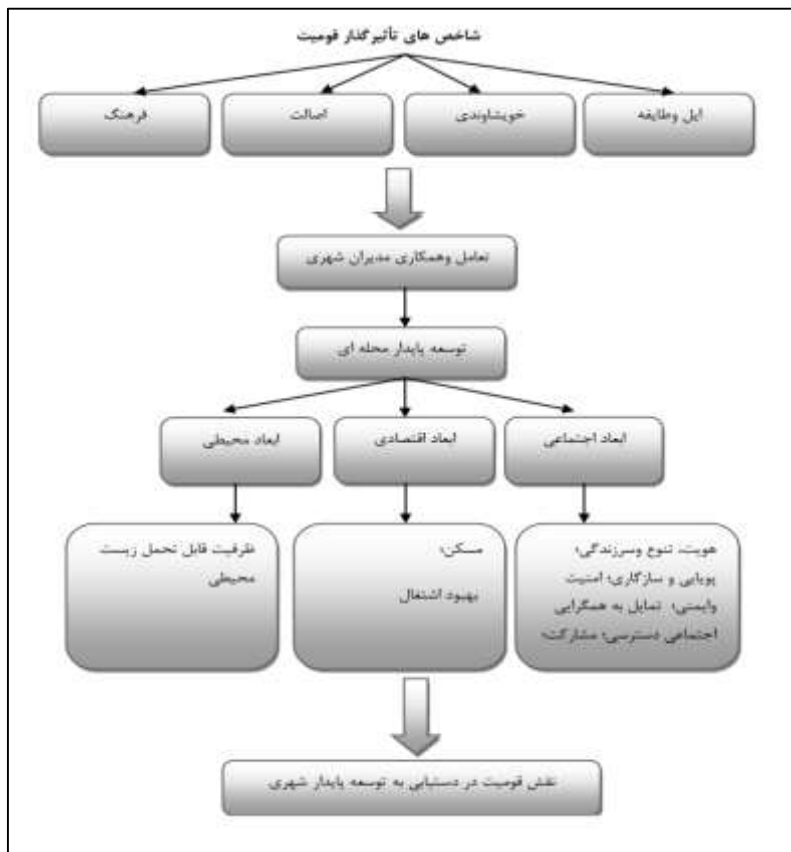 شاخص های تأثیرگذار قومیت
ایل وطایفه
خویشاوندی
اصالت
فرهنگ
تعامل وهمکاری مدیران شهری
توسعه پایدار محله ای
ابعاد اجتماعی
ابعاد اقتصادی
ابعاد محیطی
هویت، تنوع وسرزندگی؛
پویایی و سازگاری؛ امنیت
وایمنی؛ تمایل به همگرایی
اجتماعی دسترسی؛ مشارکت؛
مسکن؛
بهبود اشتغال
ظرفیت قابل تحمل زیست
محیطی
نقش قومیت در دستیابی به توسعه پایدار شهری